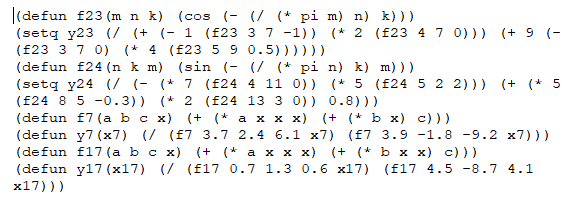 (defun f23(m n k) (cos (- (/ (* pi m) n) k)))
(setq y23 (/ (+ (- 1 (f23 3 7 -1)) (* 2 (f23 4 7 0))) (+ 9 (-
(f23 3 7 0) (* 4 (f23 5 9 0.5))))))
(defun f24(n k m) (sin (- (/ (* pi n) k) m)))
(setq y24 (/ (- (* 7 (f24 4 11 0)) (* 5 (f24 5 2 2))) (+ (* 5
(f24 8 5 -0.3)) (* 2 (f24 13 3 0)) 0.8)))
(defun f7(a b c x) (+ (* a x x x) (+ (* b x) c)))
(defun y7(x7) (/ (f7 3.7 2.4 6.1 x7) (f7 3.9 -1.8 -9.2 x7)))
(defun f17(a b c x) (+ (* a x x x) (+ (* b x x) c)))
(defun y17(x17) (/ (f17 0.7 1.3 0.6 x17) (f17 4.5 -8.7 4.1
x17)))